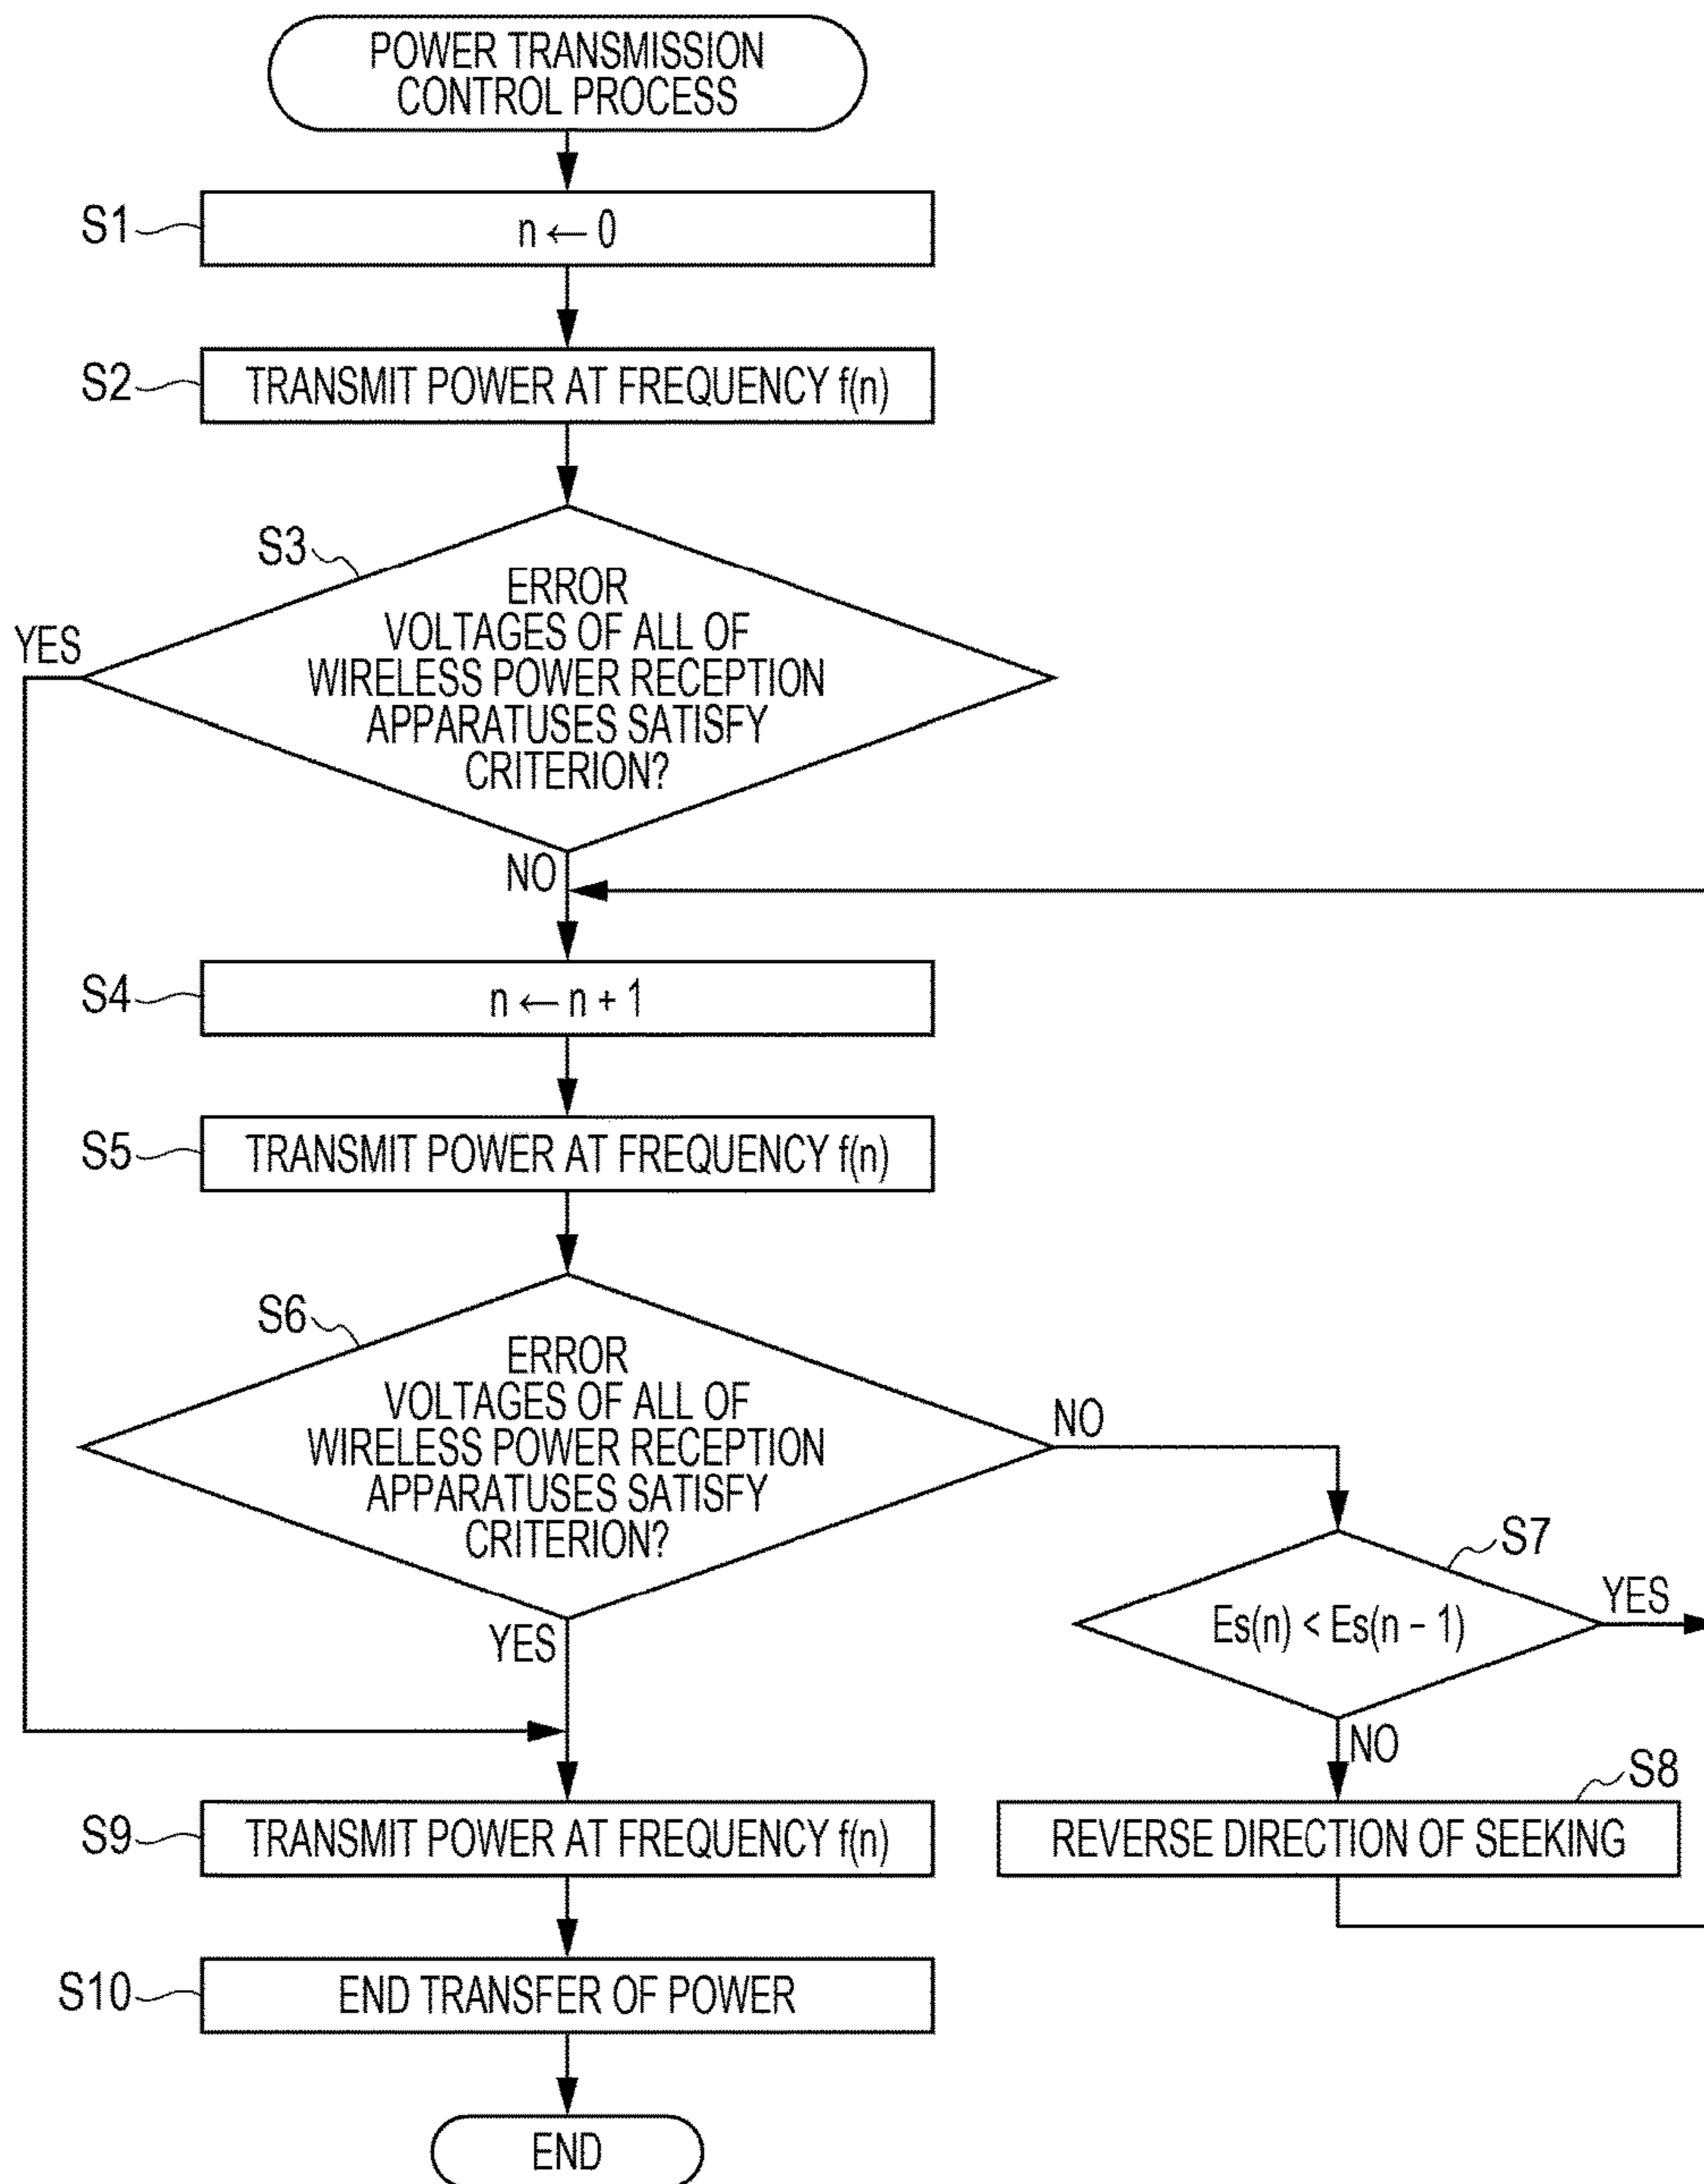 POWER TRANSMISSION
CONTROL PROCESS
S1
n ← 0
S2
TRANSMIT POWER AT FREQUENCY f(n)
S3
ERROR
VOLTAGES OF ALL OF
WIRELESS POWER RECEPTION
APPARATUSES SATISFY
CRITERION?
YES
NO
S4
n ← n + 1
S5
TRANSMIT POWER AT FREQUENCY f(n)
S6
ERROR
VOLTAGES OF ALL OF
WIRELESS POWER RECEPTION
APPARATUSES SATISFY
CRITERION?
NO
YES
S7
Es(n) < Es(n − 1)
YES
NO
S8
REVERSE DIRECTION OF SEEKING
S9
TRANSMIT POWER AT FREQUENCY f(n)
S10
END TRANSFER OF POWER
END